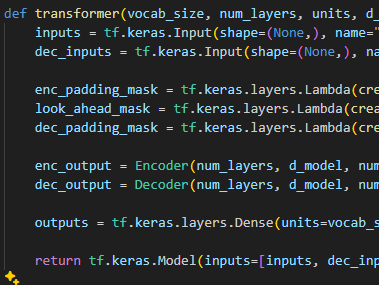 def transformer(vocab_size, num_layers, units, d_
inputs = tf.keras.Input(shape=(None,), name="
dec_inputs = tf.keras.Input(shape=(None,), na
enc_padding_mask = tf.keras.layers.Lambda(cre
look_ahead_mask = tf.keras.layers.Lambda(crea
dec_padding_mask = tf.keras.layers.Lambda(cre
enc_output = Encoder(num_layers, d_model, num
dec_output = Decoder(num_layers, d_model, num
outputs = tf.keras.layers.Dense(units=vocab_s
return tf.keras.Model(inputs=[inputs, dec_inp